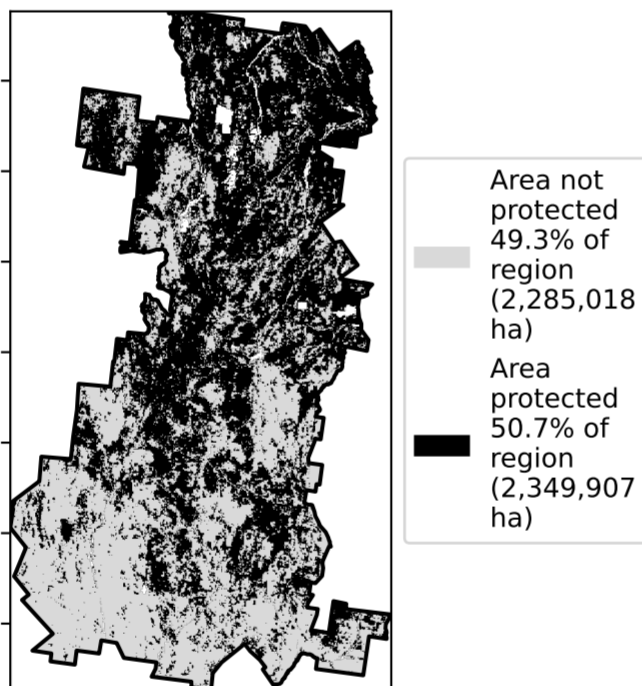 Area not
protected
49.3% of
region
(2,285,018
ha)
Area
protected
50.7% of
region
(2,349,907
ha)